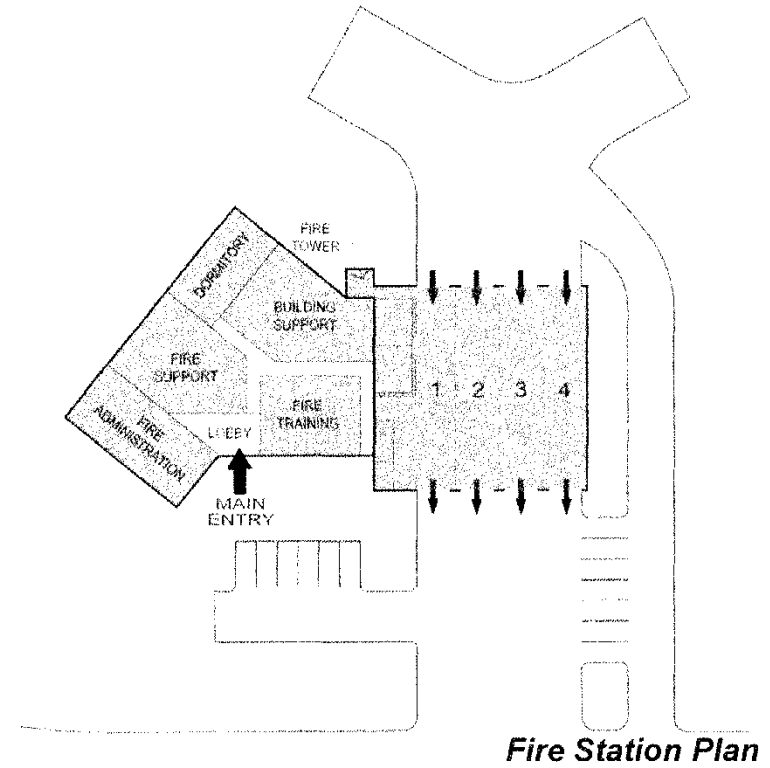 FIRE
TOWER
DORMITORY
BUILDING
SUPPORT
FIRE
SUPPORT
FIRE
TRAINING
FIRE
ADMINISTRATION
LOBBY
MAIN
ENTRY
1 2 3 4
Fire Station Plan